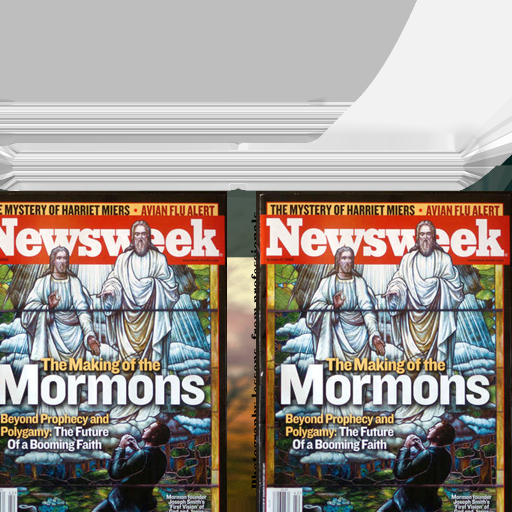 E MYSTERY OF HARRIET MIERS • AVIAN FLU ALERT
Newsweek
The Making of the
Mormons
Beyond Prophecy and
Polygamy: The Future
Of a Booming Faith
Mormon founder
Joseph Smith's
'First Vision' of
THE MYSTERY OF HARRIET MIERS • AVIAN FLU ALERT
Newsweek
The Making of the
Mormons
Beyond Prophecy and
Polygamy: The Future
Of a Booming Faith
Mormon founder
Joseph Smith's
'First Vision' of